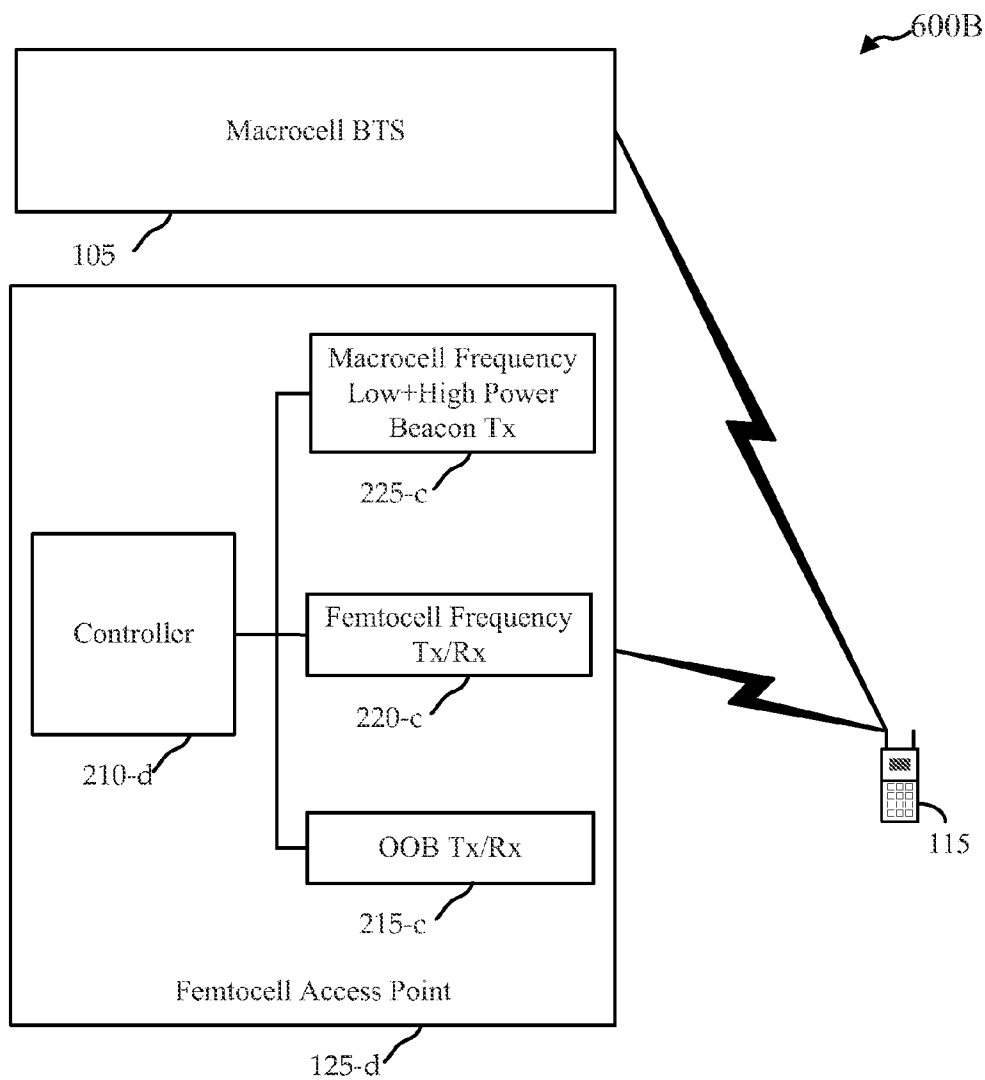 600B
Macrocell BTS
105
Macrocell Frequency
Low+High Power
Beacon Tx
225-c
Controller
210-d
Femtocell Frequency
Tx/Rx
220-c
115
OOB Tx/Rx
215-c
Femtocell Access Point
125-d